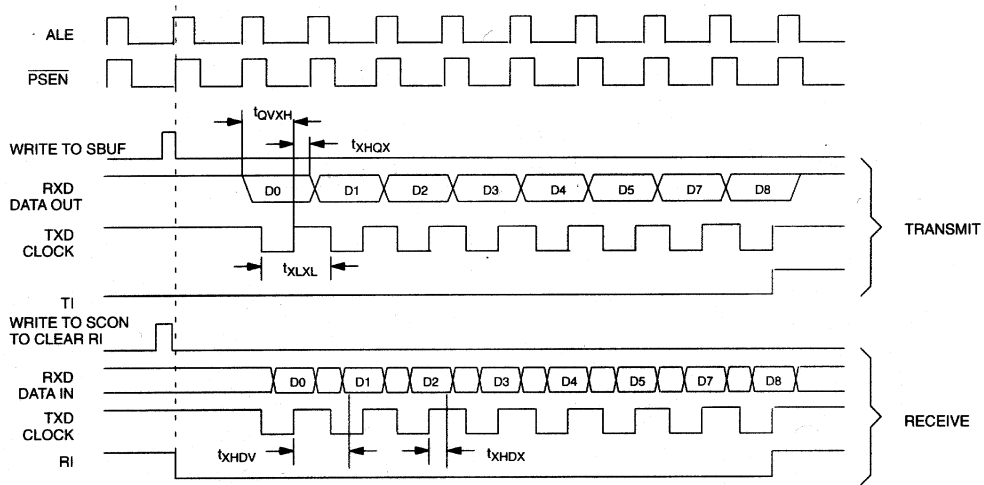 ALE
PSEN
tQVXH
tXHQX
WRITE TO SBUF
RXD
DATA OUT
D0 D1 D2 D3 D4 D5 D7 D8
TXD
CLOCK
TRANSMIT
tXLXL
TI
WRITE TO SCON
TO CLEAR RI
RXD
DATA IN
D0 D1 D2 D3 D4 D5 D7 D8
TXD
CLOCK
RECEIVE
tXHDV
tXHDX
RI